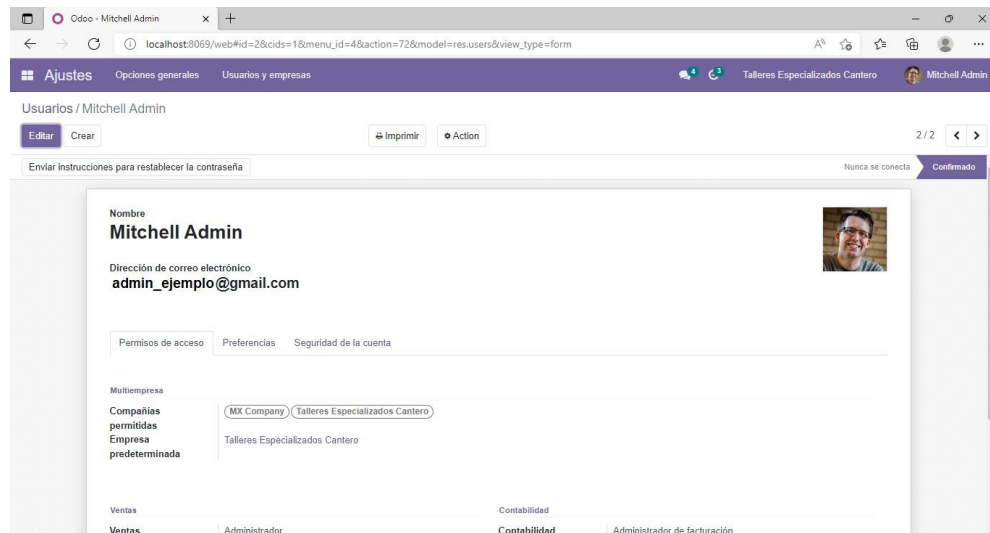 Odoo - Mitchell Admin
localhost:8069/web#id=2&cids=1&menu_id=4&action=72&model=res.users&view_type=form
Ajustes Opciones generales Usuarios y empresas 4 3 Talleres Especializados Cantero Mitchell Admin
Usuarios / Mitchell Admin
Editar Crear Imprimir Action 2 / 2
Enviar instrucciones para restablecer la contraseña Nunca se conecta Confirmado
Nombre
Mitchell Admin
Dirección de correo electrónico
admin_ejemplo@gmail.com
Permisos de acceso Preferencias Seguridad de la cuenta
Multiempresa
Compañías permitidas MX Company Talleres Especializados Cantero
Empresa predeterminada Talleres Especializados Cantero
Ventas Contabilidad
Ventas Administrador Contabilidad Administrador de facturación